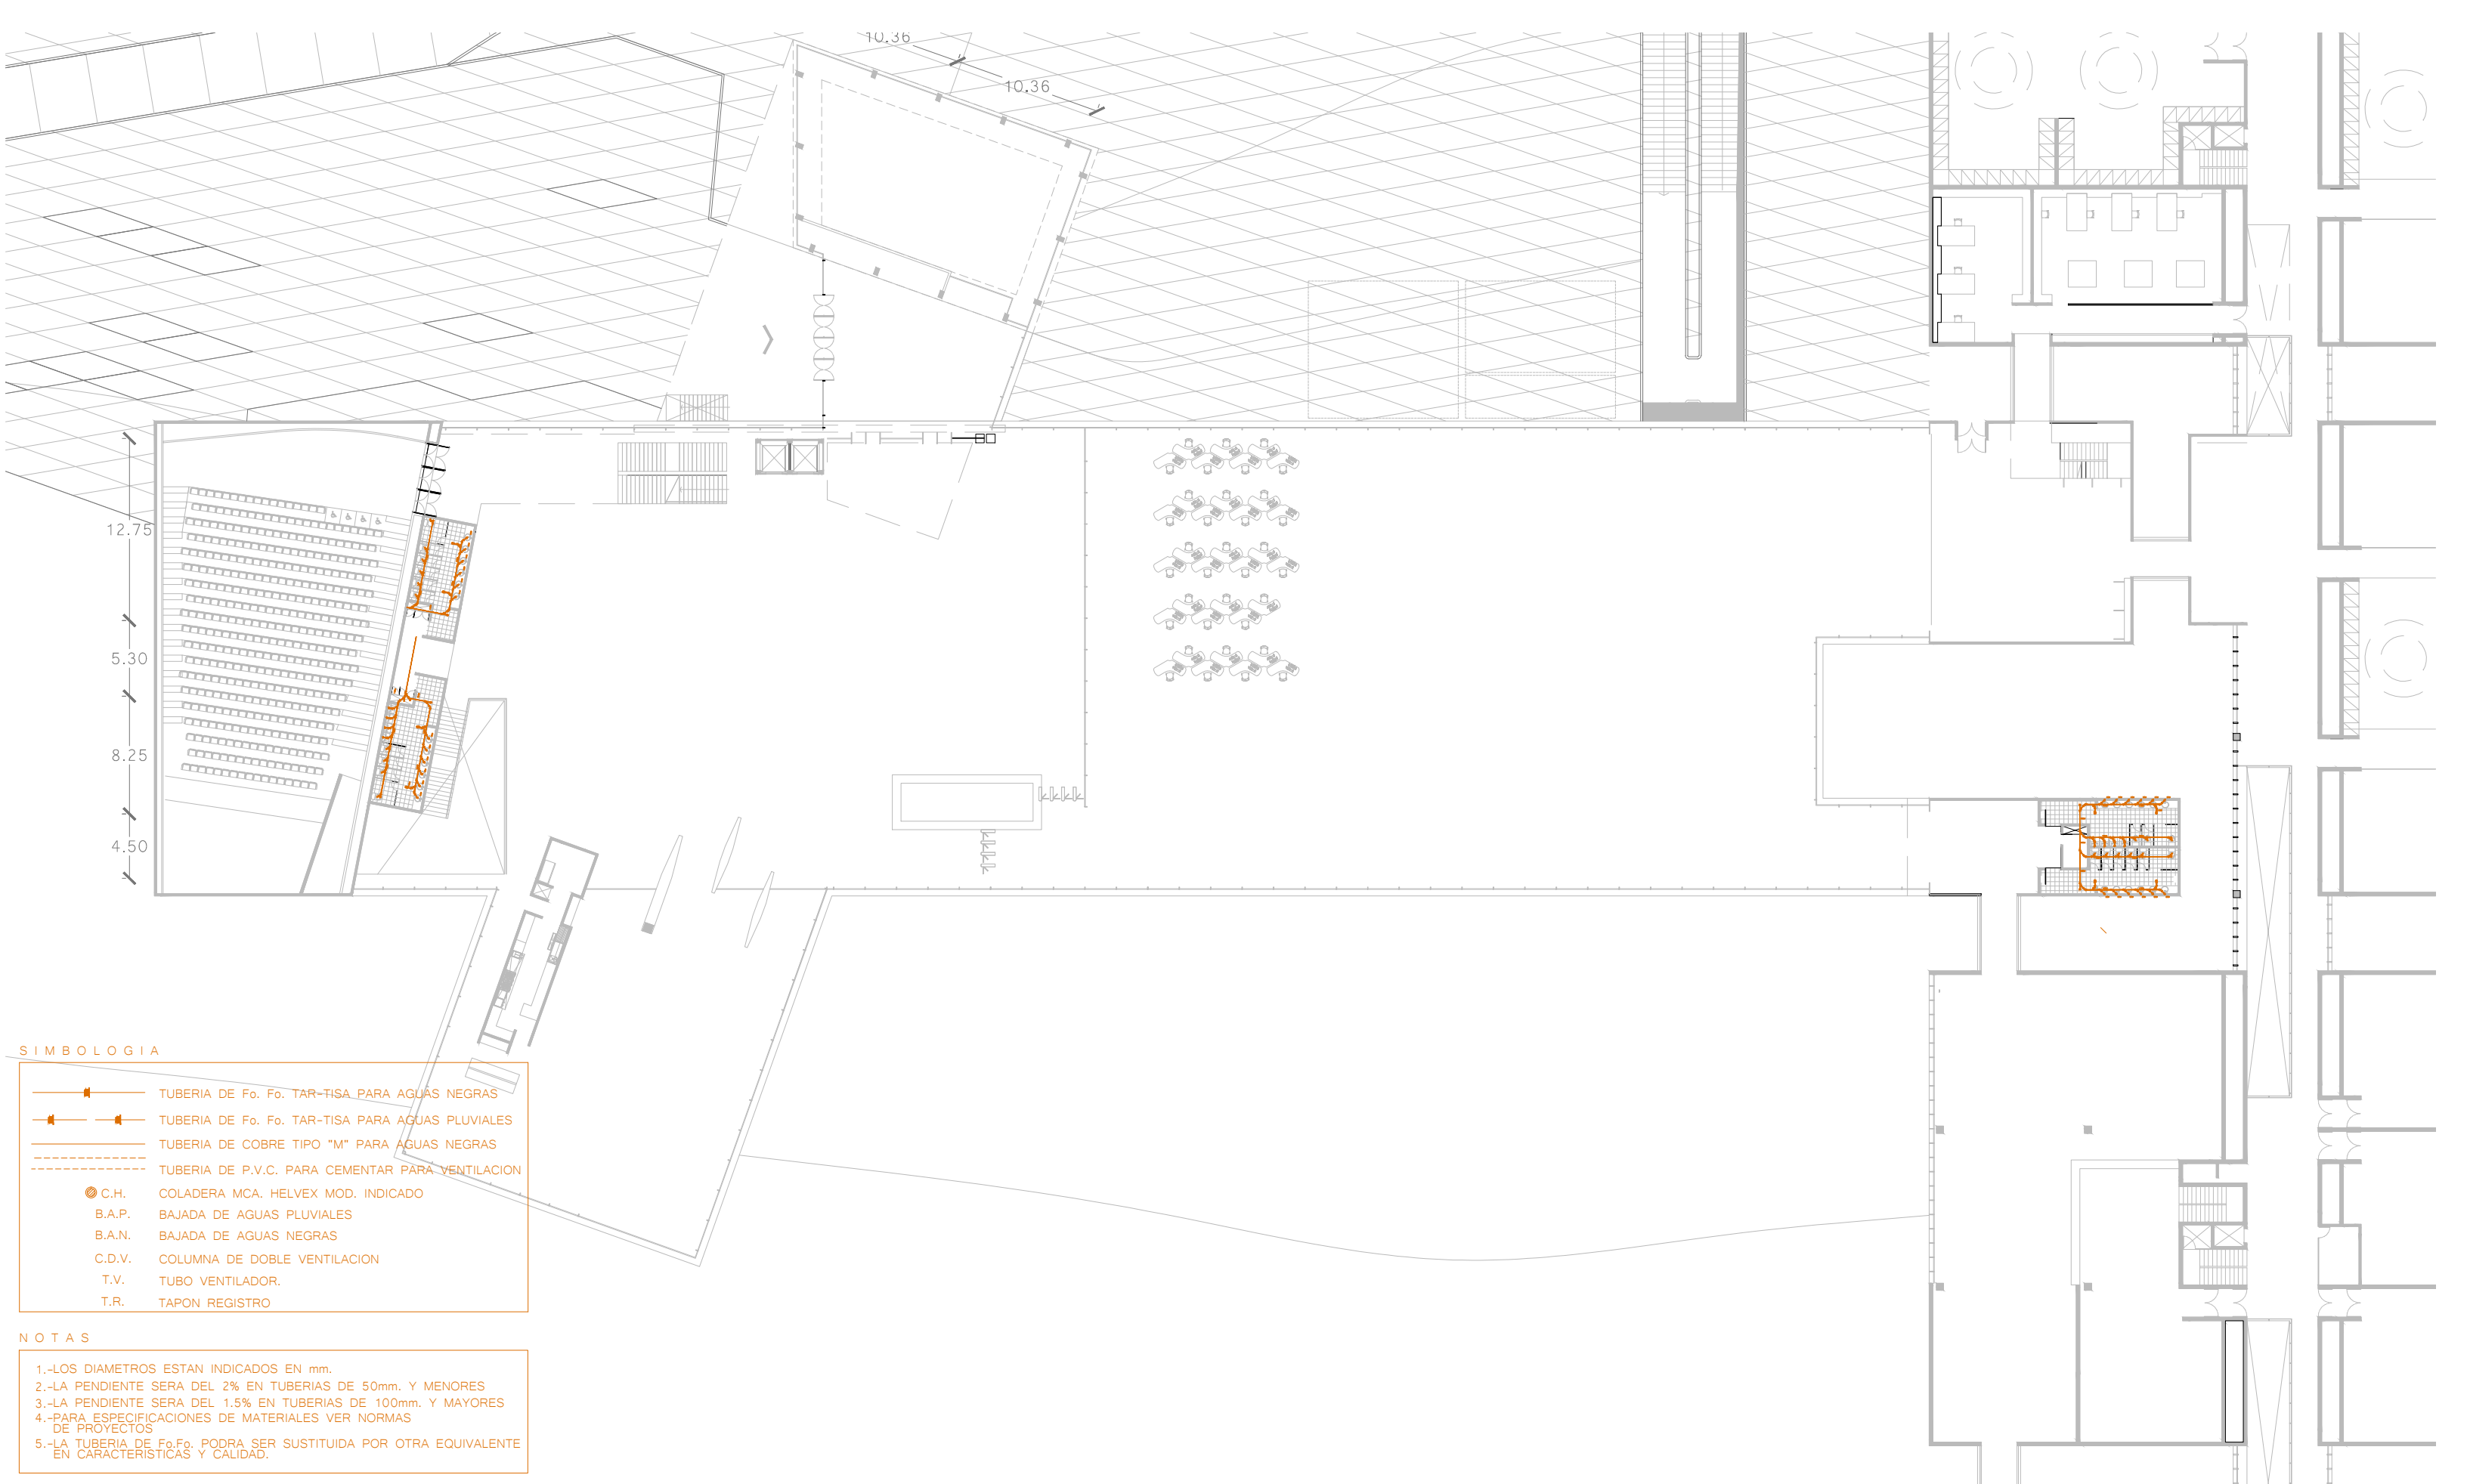 10.36
10.36
12.75
5.30
8.25
4.50
SIMBOLOGIA
TUBERIA DE Fo. Fo. TAR-TISA PARA AGUAS NEGRAS
TUBERIA DE Fo. Fo. TAR-TISA PARA AGUAS PLUVIALES
TUBERIA DE COBRE TIPO "M" PARA AGUAS NEGRAS
TUBERIA DE P.V.C. PARA CEMENTAR PARA VENTILACION
C.H. COLADERA MCA. HELVEX MOD. INDICADO
B.A.P. BAJADA DE AGUAS PLUVIALES
B.A.N. BAJADA DE AGUAS NEGRAS
C.D.V. COLUMNA DE DOBLE VENTILACION
T.V. TUBO VENTILADOR.
T.R. TAPON REGISTRO
NOTAS
1.-LOS DIAMETROS ESTAN INDICADOS EN mm.
2.-LA PENDIENTE SERA DEL 2% EN TUBERIAS DE 50mm. Y MENORES
3.-LA PENDIENTE SERA DEL 1.5% EN TUBERIAS DE 100mm. Y MAYORES
4.-PARA ESPECIFICACIONES DE MATERIALES VER NORMAS
DE PROYECTOS
5.-LA TUBERIA DE Fo.Fo. PODRA SER SUSTITUIDA POR OTRA EQUIVALENTE
EN CARACTERISTICAS Y CALIDAD.